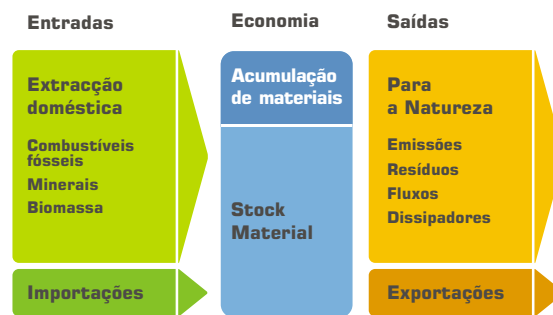 Entradas
Extracção
doméstica
Combustíveis
fósseis
Minerais
Biomassa
Importações
Economia
Acumulação
de materiais
Stock
Material
Saídas
Para
a Natureza
Emissões
Resíduos
Fluxos
Dissipadores
Exportações